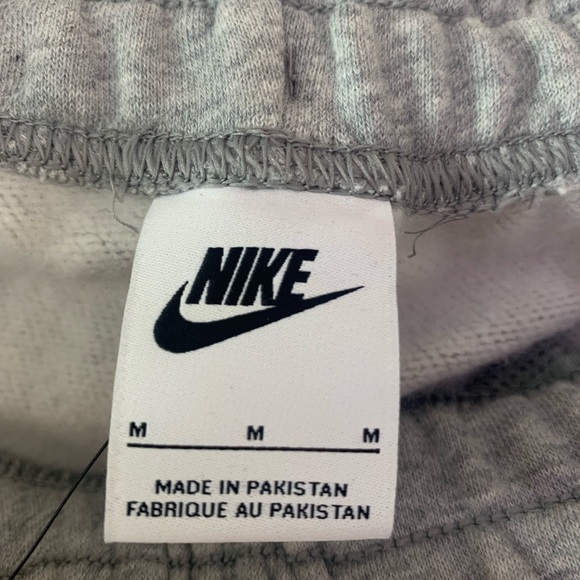 NIKE
M M M
MADE IN PAKISTAN
FABRIQUE AU PAKISTAN